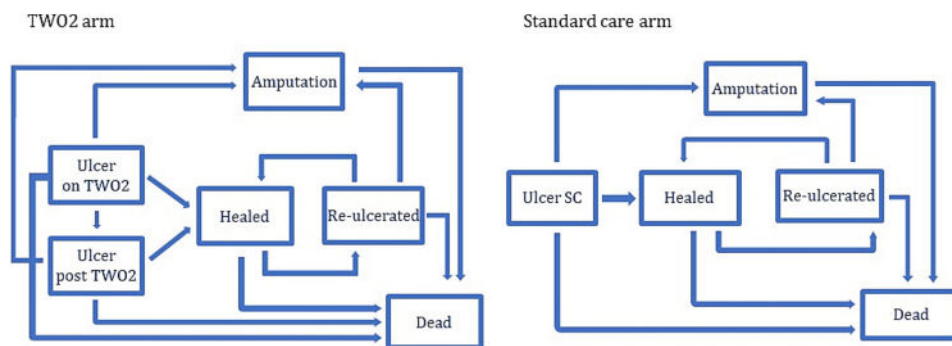 TWO2 arm
Standard care arm
Amputation
Ulcer
on TWO2
Healed
Re-ulcerated
Ulcer
post TWO2
Dead
Amputation
Ulcer SC
Healed
Re-ulcerated
Dead